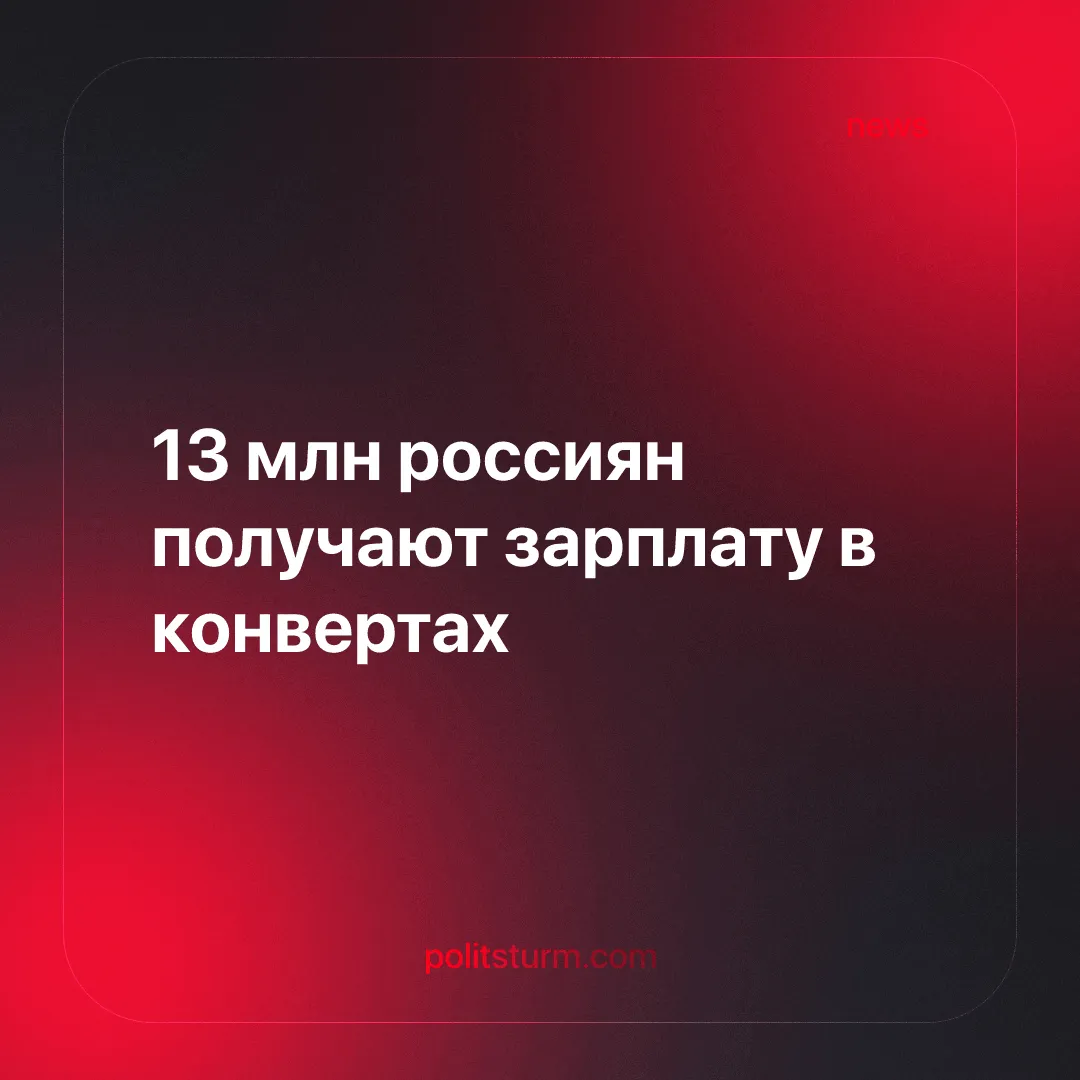 news
13 млн россиян
получают зарплату в
конвертах
politsturm.com